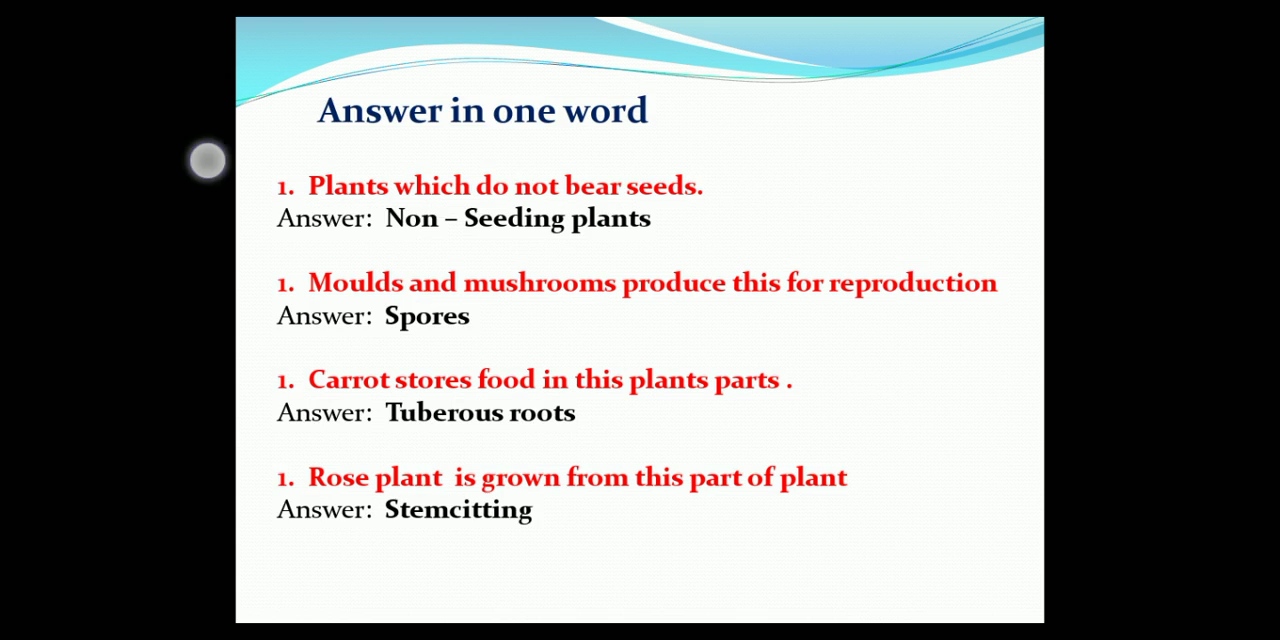 Answer in one word
1. Plants which do not bear seeds.
Answer: Non – Seeding plants
1. Moulds and mushrooms produce this for reproduction
Answer: Spores
1. Carrot stores food in this plants parts .
Answer: Tuberous roots
1. Rose plant is grown from this part of plant
Answer: Stemcitting